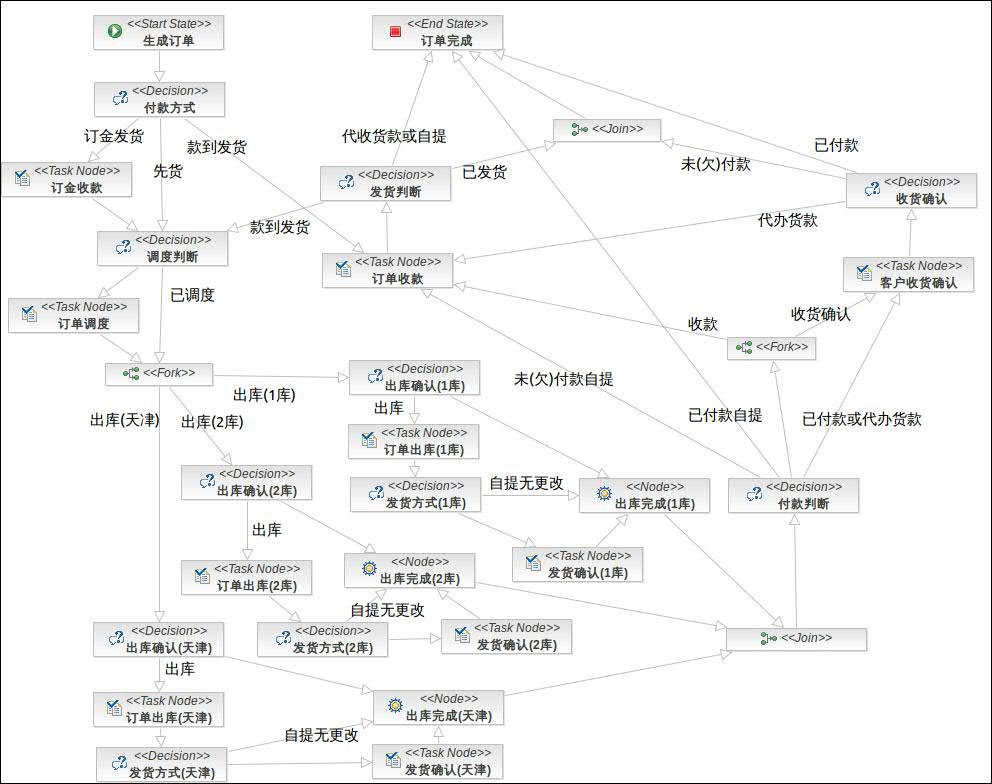 <<Start State>>
生成订单
<<End State>>
订单完成
<<Decision>>
付款方式
订金发货
先货
款到发货
代收货款或自提
<<Join>>
已付款
未(欠)付款
已发货
<<Task Node>>
订金收款
<<Decision>>
发货判断
<<Decision>>
收货确认
款到发货
代办货款
<<Decision>>
调度判断
<<Task Node>>
订单收款
<<Task Node>>
客户收货确认
已调度
<<Task Node>>
订单调度
收款
收货确认
<<Fork>>
<<Fork>>
出库(1库)
<<Decision>>
出库确认(1库)
未(欠)付款自提
出库(天津)
出库(2库)
出库
已付款自提
已付款或代办货款
<<Task Node>>
订单出库(1库)
<<Decision>>
出库确认(2库)
<<Decision>>
发货方式(1库)
自提无更改
<<Node>>
出库完成(1库)
<<Decision>>
付款判断
出库
<<Task Node>>
订单出库(2库)
<<Node>>
出库完成(2库)
<<Task Node>>
发货确认(1库)
自提无更改
<<Decision>>
出库确认(天津)
<<Decision>>
发货方式(2库)
<<Task Node>>
发货确认(2库)
<<Join>>
出库
<<Task Node>>
订单出库(天津)
<<Node>>
出库完成(天津)
自提无更改
<<Decision>>
发货方式(天津)
<<Task Node>>
发货确认(天津)